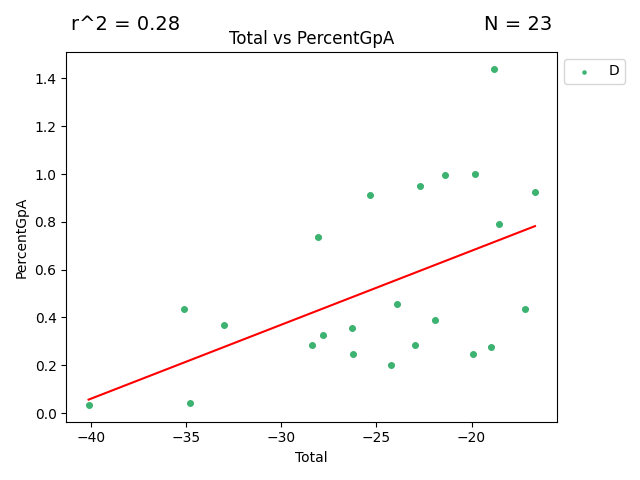 r^2 = 0.28
N = 23
Total vs PercentGpA
D
PercentGpA
1.4
1.2
1.0
0.8
0.6
0.4
0.2
0.0
−40
−35
−30
−25
−20
Total